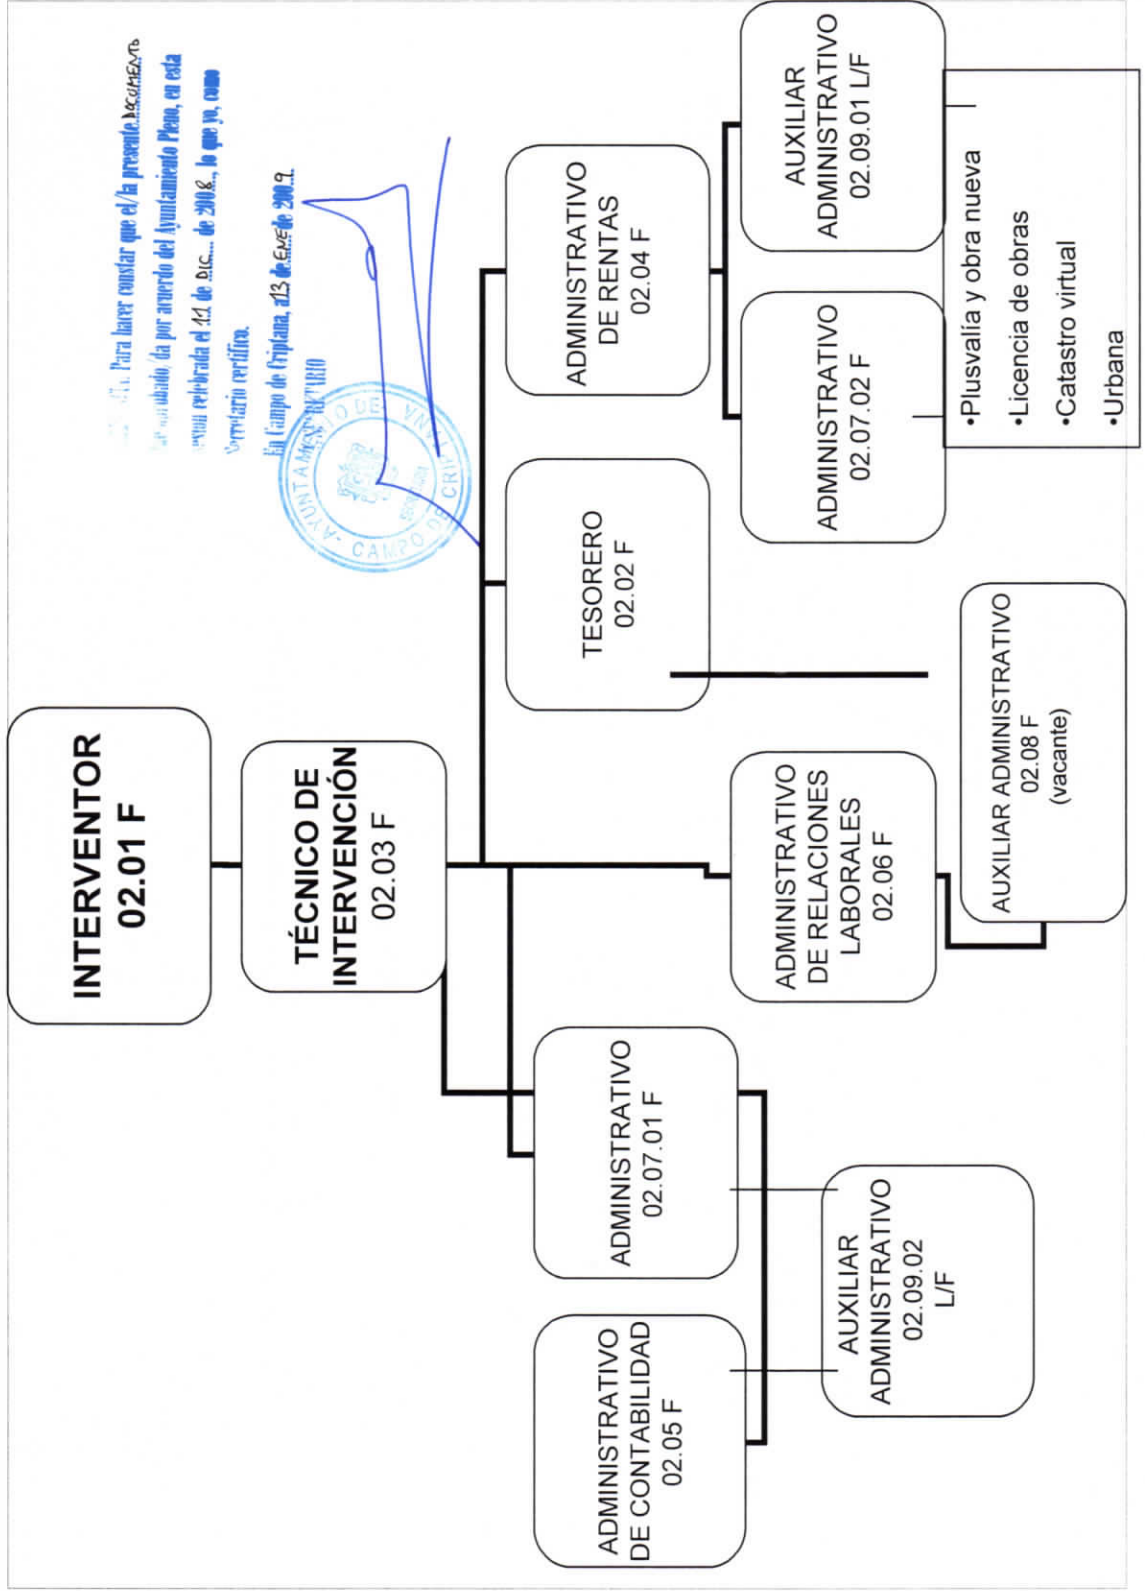 Para hacer constar que el/la presente DOCUMENTO
aprobado/da por acuerdo del Ayuntamiento Pleno, en esta
sesión celebrada el 11 de DIC. de 2008, lo que yo, como
Secretario certifico.
En Campo de Criptana, a 13 de ENE de 2009.
SECRETARIO
AYUNTAMIENTO DE
CAMPO DE CRIPTANA
INTERVENTOR
02.01 F
TÉCNICO DE
INTERVENCIÓN
02.03 F
ADMINISTRATIVO
DE CONTABILIDAD
02.05 F
ADMINISTRATIVO
02.07.01 F
AUXILIAR
ADMINISTRATIVO
02.09.02
L/F
ADMINISTRATIVO
DE RELACIONES
LABORALES
02.06 F
AUXILIAR ADMINISTRATIVO
02.08 F
(vacante)
TESORERO
02.02 F
ADMINISTRATIVO
DE RENTAS
02.04 F
ADMINISTRATIVO
02.07.02 F
AUXILIAR
ADMINISTRATIVO
02.09.01 L/F
•Plusvalía y obra nueva
•Licencia de obras
•Catastro virtual
•Urbana